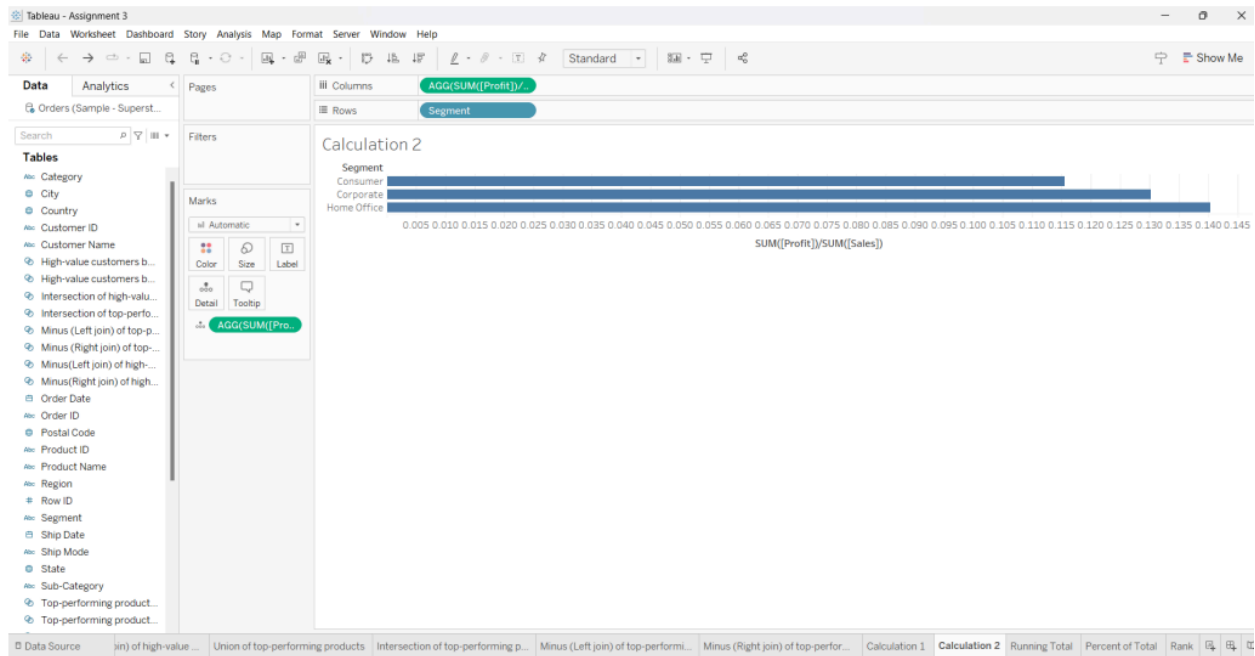 Tableau - Assignment 3
File Data Worksheet Dashboard Story Analysis Map Format Server Window Help
Standard
Show Me
Data Analytics
Pages
Columns AGG(SUM([Profit])/..
Orders (Sample - Superst...
Rows Segment
Search
Filters
Tables
Abc Category
City
Country
Abc Customer ID
Abc Customer Name
High-value customers b...
High-value customers b...
Intersection of high-valu...
Intersection of top-perfo...
Minus (Left join) of top-p...
Minus (Right join) of top-...
Minus(Left join) of high-...
Minus(Right join) of high...
Order Date
Abc Order ID
Postal Code
Abc Product ID
Abc Product Name
Abc Region
# Row ID
Abc Segment
Ship Date
Abc Ship Mode
State
Abc Sub-Category
Top-performing product...
Top-performing product...
Marks
Automatic
Color Size Label
Detail Tooltip
AGG(SUM([Pro..
Calculation 2
Segment
Consumer
Corporate
Home Office
0.005 0.010 0.015 0.020 0.025 0.030 0.035 0.040 0.045 0.050 0.055 0.060 0.065 0.070 0.075 0.080 0.085 0.090 0.095 0.100 0.105 0.110 0.115 0.120 0.125 0.130 0.135 0.140 0.145
SUM([Profit])/SUM([Sales])
Data Source oin) of high-value ... Union of top-performing products Intersection of top-performing p... Minus (Left join) of top-performi... Minus (Right join) of top-perfor... Calculation 1 Calculation 2 Running Total Percent of Total Rank